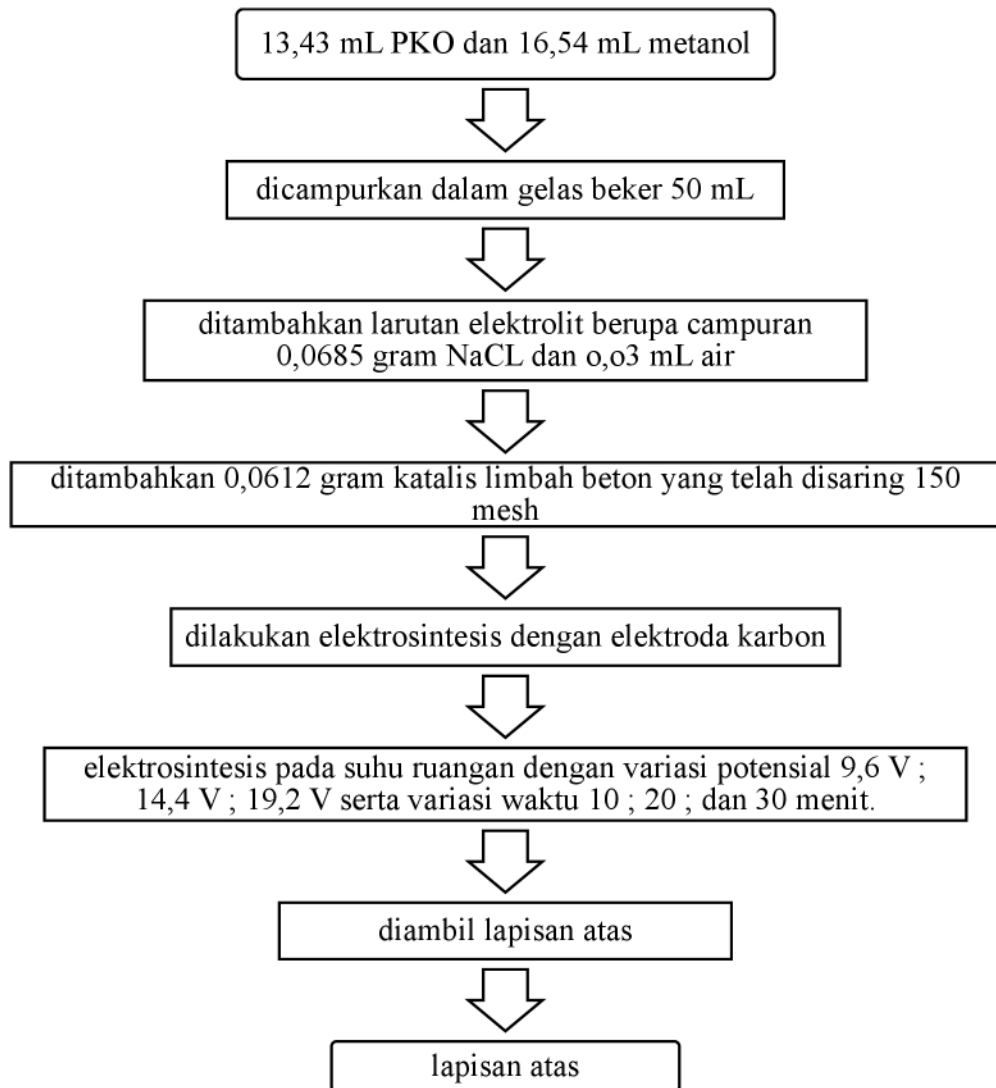 13,43 mL PKO dan 16,54 mL metanol
dicampurkan dalam gelas beker 50 mL
ditambahkan larutan elektrolit berupa campuran
0,0685 gram NaCL dan o,o3 mL air
ditambahkan 0,0612 gram katalis limbah beton yang telah disaring 150
mesh
dilakukan elektrosintesis dengan elektroda karbon
elektrosintesis pada suhu ruangan dengan variasi potensial 9,6 V ;
14,4 V ; 19,2 V serta variasi waktu 10 ; 20 ; dan 30 menit.
diambil lapisan atas
lapisan atas